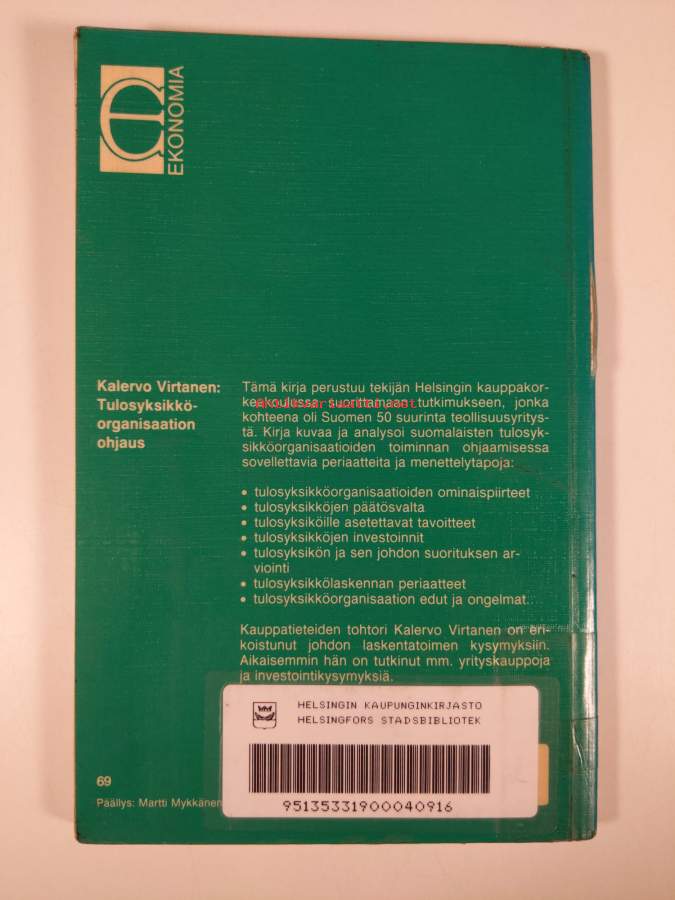 EKONOMIA
Kalervo Virtanen:
Tulosyksikkö-
organisaation
ohjaus
Tämä kirja perustuu tekijän Helsingin kauppakor-
keakoulussa suorittamaan tutkimukseen, jonka
kohteena oli Suomen 50 suurinta teollisuusyritys-
tä. Kirja kuvaa ja analysoi suomalaisten tulosyk-
sikköorganisaatioiden toiminnan ohjaamisessa
sovellettavia periaatteita ja menettelytapoja:
• tulosyksikköorganisaatioiden ominaispiirteet
• tulosyksikköjen päätösvalta
• tulosyksiköille asetettavat tavoitteet
• tulosyksikköjen investoinnit
• tulosyksikön ja sen johdon suorituksen ar-
viointi
• tulosyksikkölaskennan periaatteet
• tulosyksikköorganisaation edut ja ongelmat.
Kauppatieteiden tohtori Kalervo Virtanen on eri-
koistunut johdon laskentatoimen kysymyksiin.
Aikaisemmin hän on tutkinut mm. yrityskauppoja
ja investointikysymyksiä.
HELSINGIN KAUPUNGINKIRJASTO
HELSINGFORS STADSBIBLIOTEK
95135331900040916
69
Päällys: Martti Mykkänen